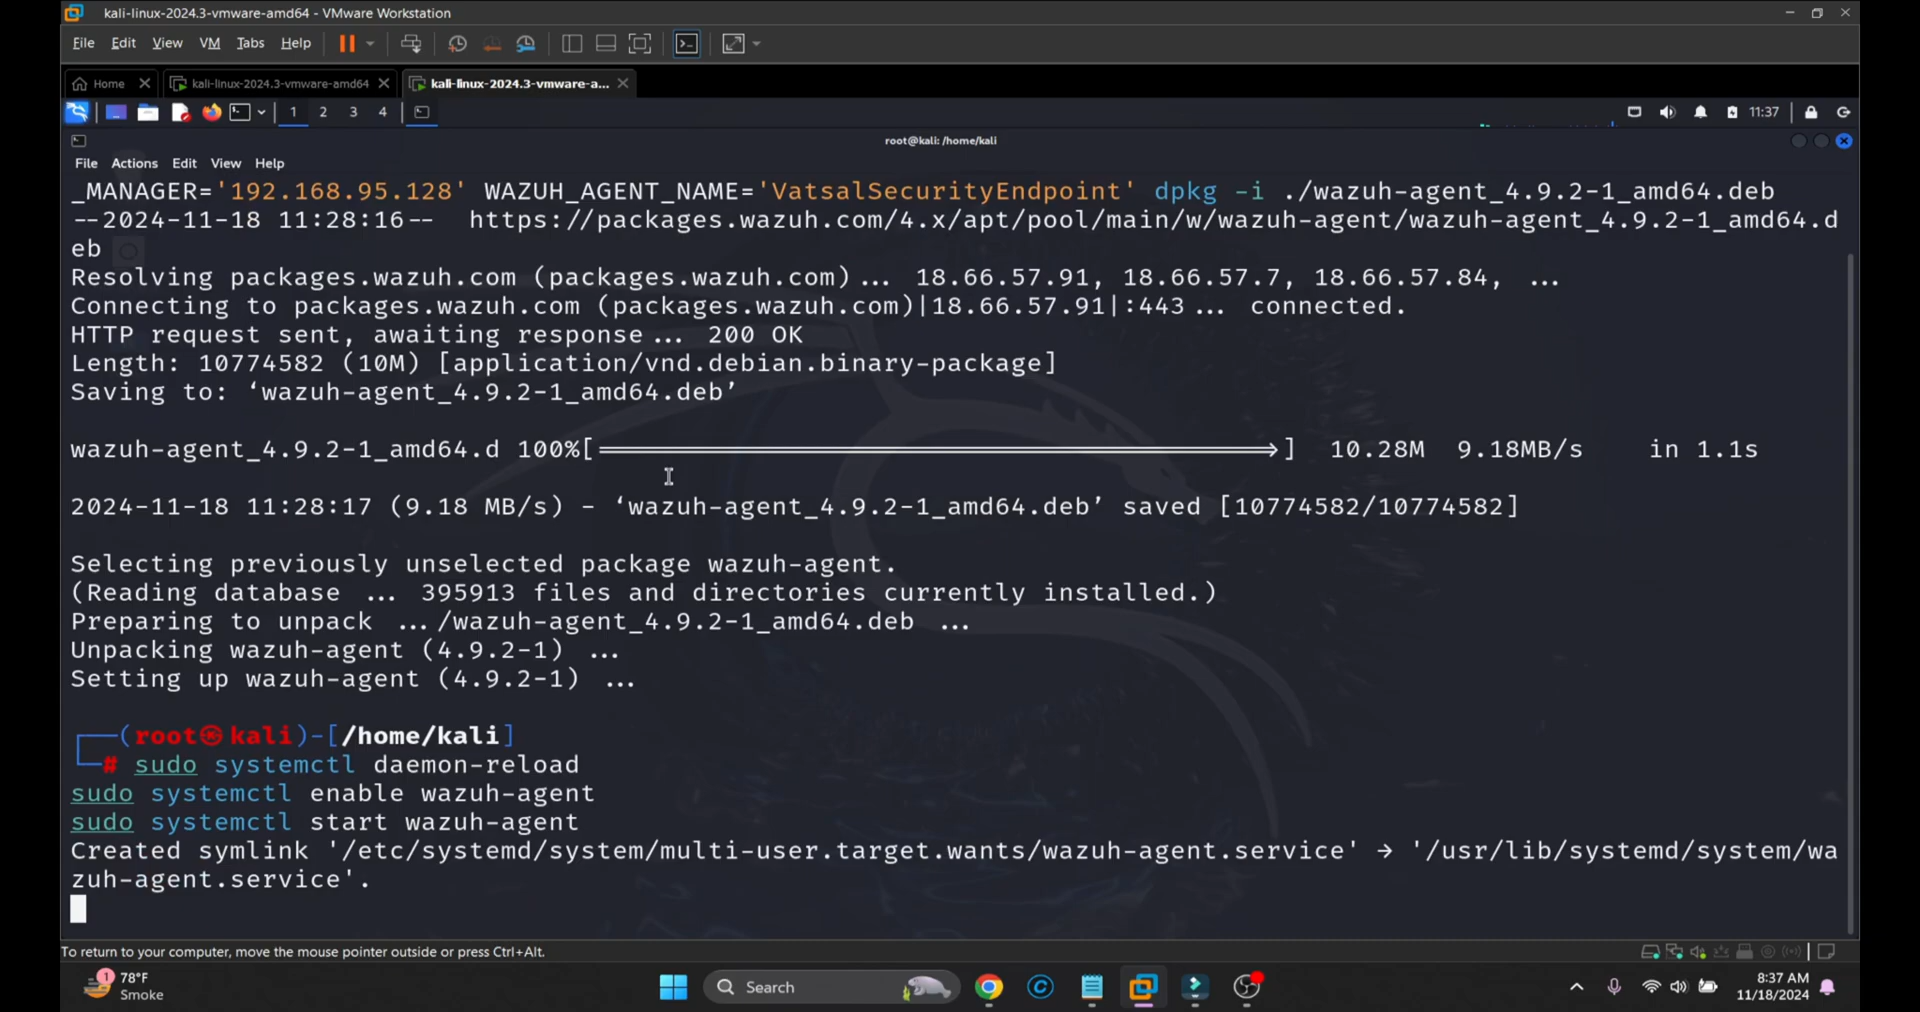 kali-linux-2024.3-vmware-amd64 - VMware Workstation
File Edit View VM Tabs Help
Home kali-linux-2024.3-vmware-amd64 kali-linux-2024.3-vmware-a...
1 2 3 4 11:37
root@kali: /home/kali
File Actions Edit View Help
_MANAGER='192.168.95.128' WAZUH_AGENT_NAME='VatsalSecurityEndpoint' dpkg -i ./wazuh-agent_4.9.2-1_amd64.deb
--2024-11-18 11:28:16-- https://packages.wazuh.com/4.x/apt/pool/main/w/wazuh-agent/wazuh-agent_4.9.2-1_amd64.d
eb
Resolving packages.wazuh.com (packages.wazuh.com)... 18.66.57.91, 18.66.57.7, 18.66.57.84, ...
Connecting to packages.wazuh.com (packages.wazuh.com)|18.66.57.91|:443... connected.
HTTP request sent, awaiting response... 200 OK
Length: 10774582 (10M) [application/vnd.debian.binary-package]
Saving to: ‘wazuh-agent_4.9.2-1_amd64.deb’
wazuh-agent_4.9.2-1_amd64.d 100%[==================>] 10.28M 9.18MB/s in 1.1s
2024-11-18 11:28:17 (9.18 MB/s) - ‘wazuh-agent_4.9.2-1_amd64.deb’ saved [10774582/10774582]
Selecting previously unselected package wazuh-agent.
(Reading database ... 395913 files and directories currently installed.)
Preparing to unpack .../wazuh-agent_4.9.2-1_amd64.deb ...
Unpacking wazuh-agent (4.9.2-1) ...
Setting up wazuh-agent (4.9.2-1) ...
┌──(root㉿kali)-[/home/kali]
└─# sudo systemctl daemon-reload
sudo systemctl enable wazuh-agent
sudo systemctl start wazuh-agent
Created symlink '/etc/systemd/system/multi-user.target.wants/wazuh-agent.service' → '/usr/lib/systemd/system/wa
zuh-agent.service'.
To return to your computer, move the mouse pointer outside or press Ctrl+Alt.
1 78°F
Smoke
Search
8:37 AM
11/18/2024